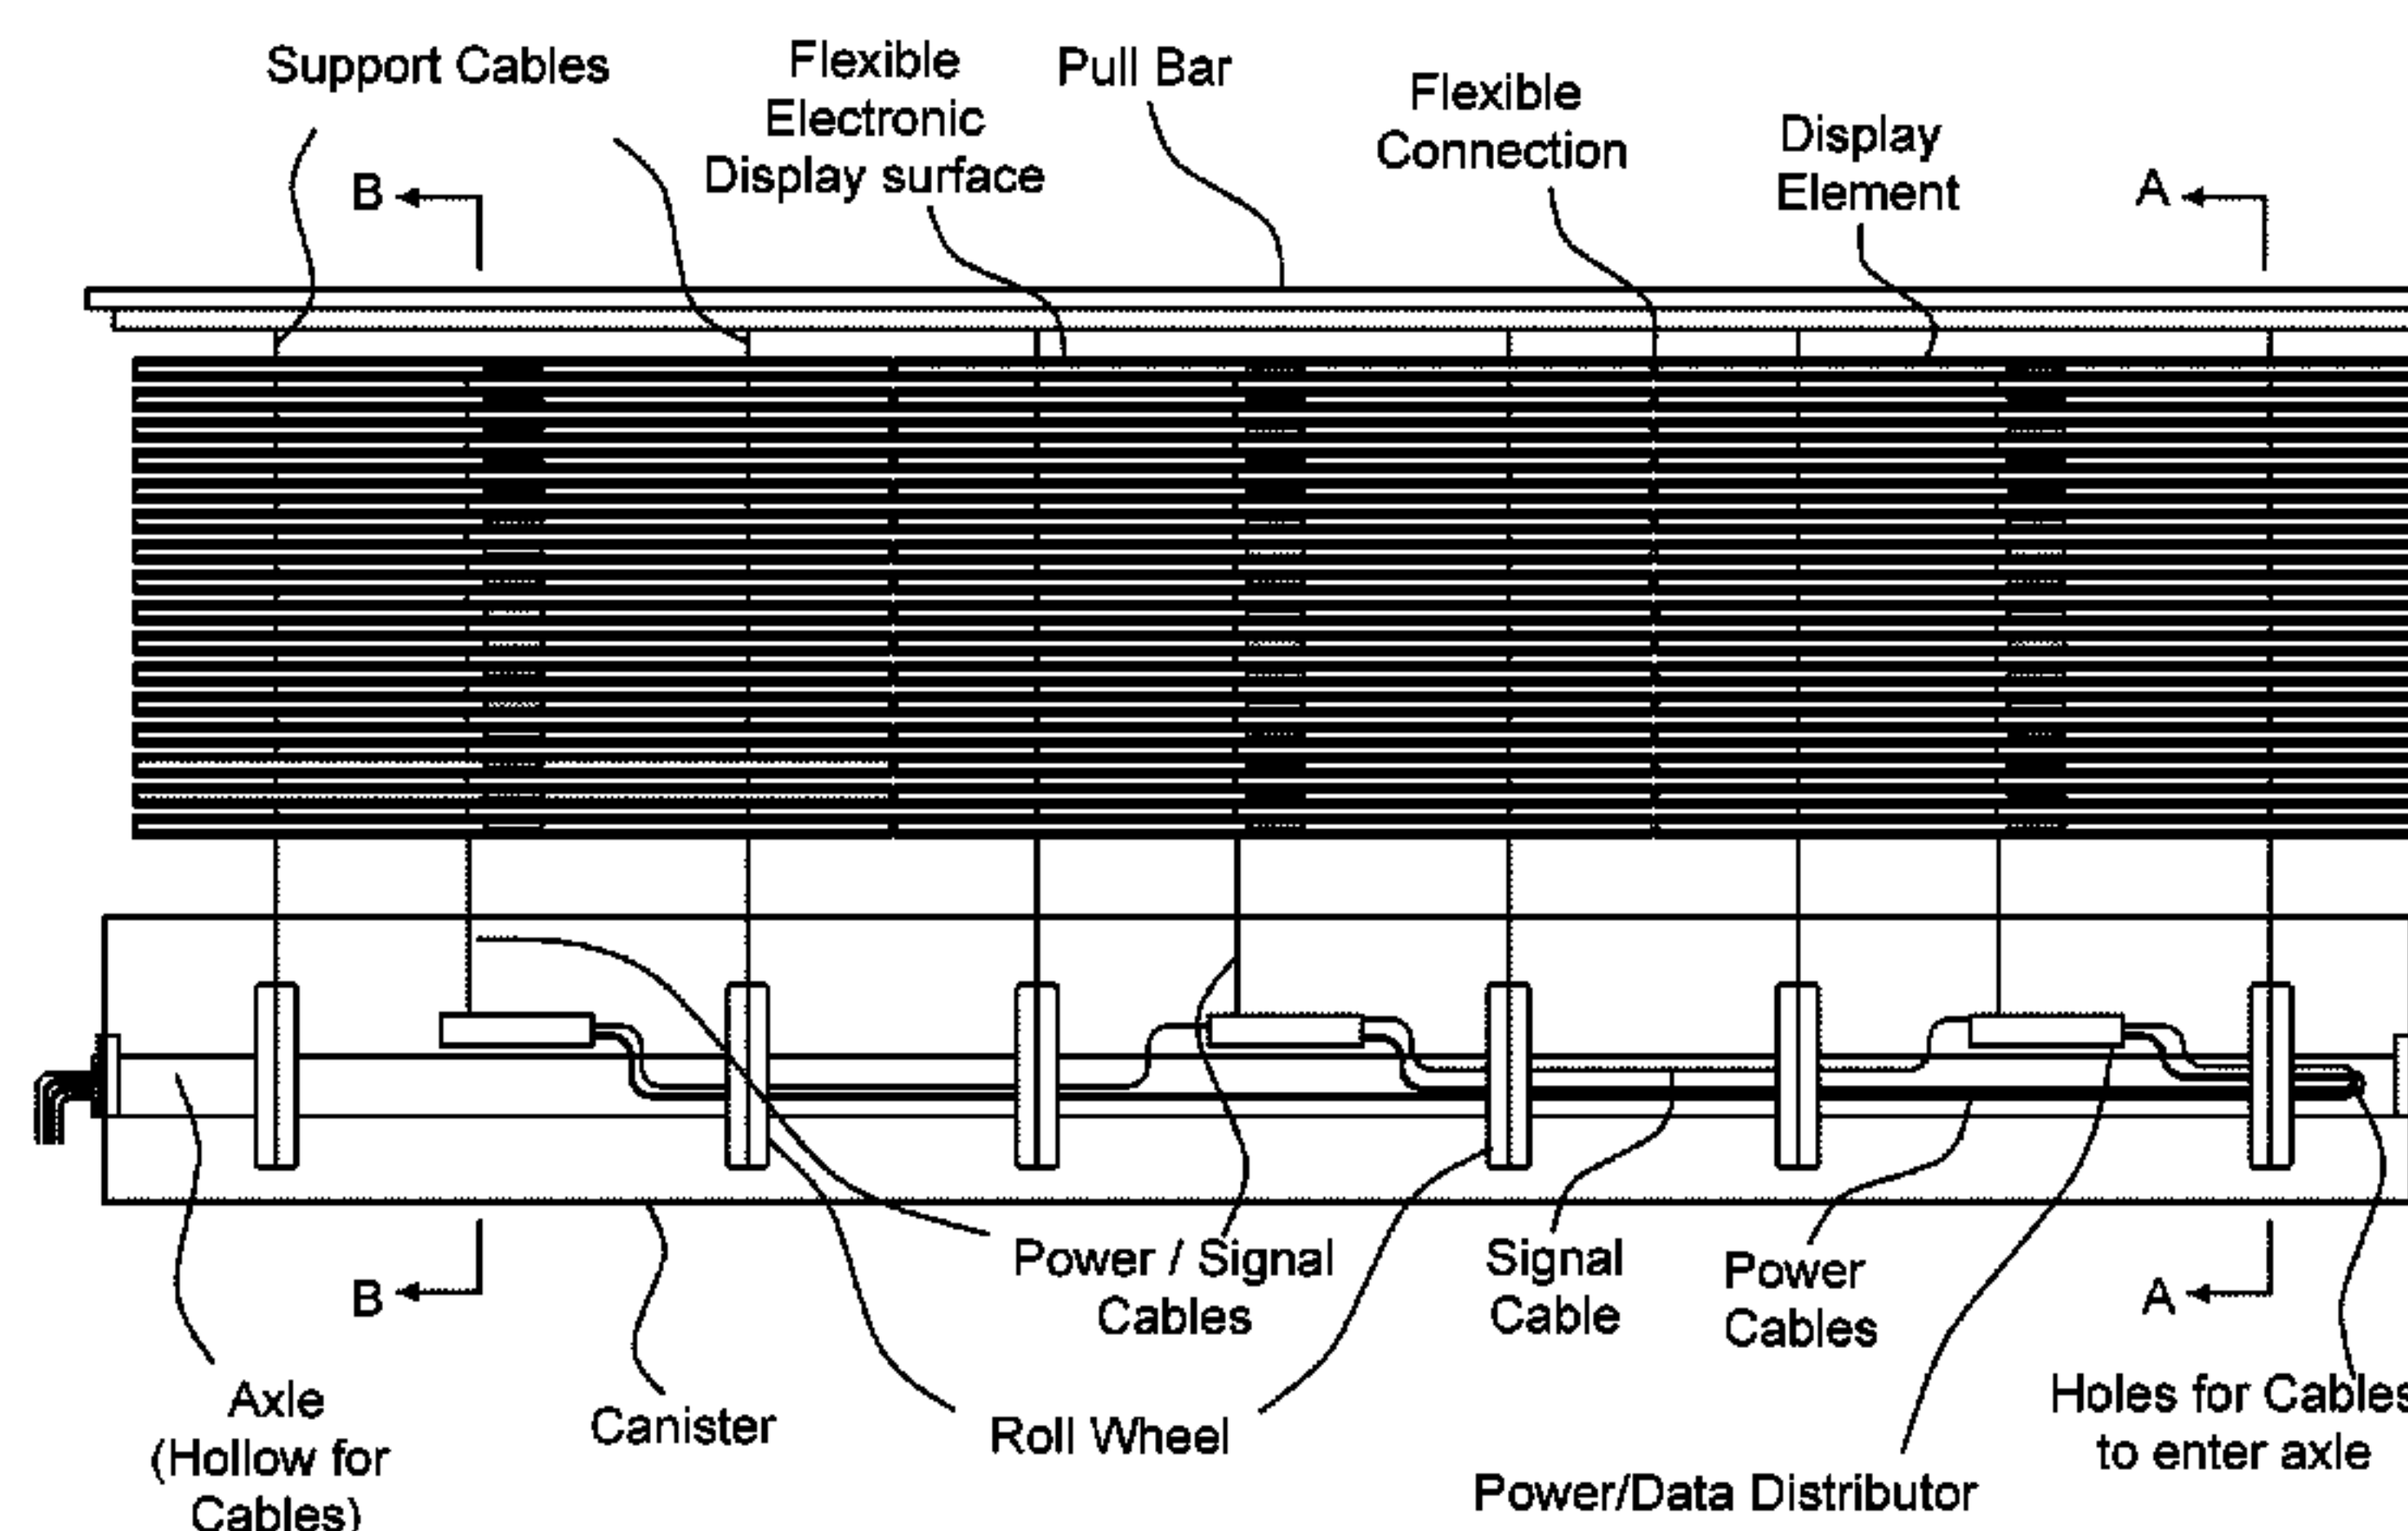 Support Cables
Flexible
Electronic
Display surface
Pull Bar
Flexible
Connection
Display
Element
B
A
B
A
Axle
(Hollow for
Cables)
Canister
Roll Wheel
Power / Signal
Cables
Signal
Cable
Power
Cables
Power/Data Distributor
Holes for Cables
to enter axle